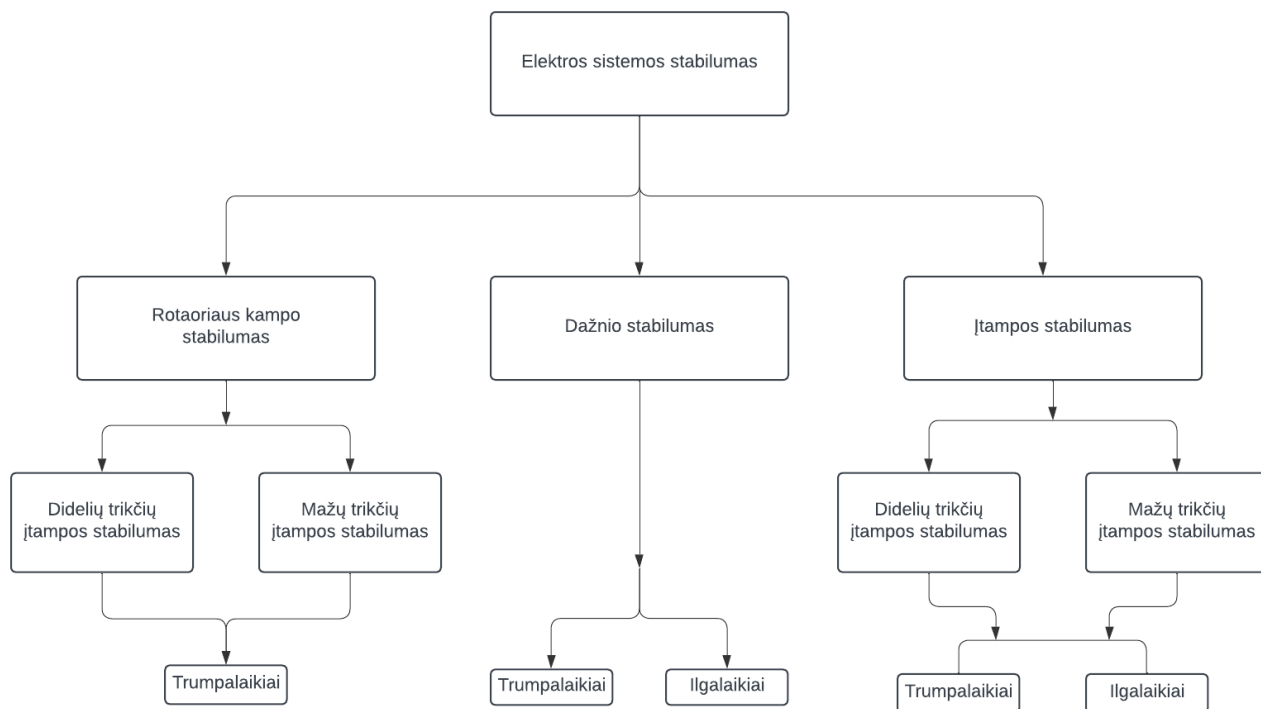 Elektros sistemos stabilumas
Rotaoriaus kampo
stabilumas
Dažnio stabilumas
Įtampos stabilumas
Didelių trikčių
įtampos stabilumas
Mažų trikčių
įtampos stabilumas
Didelių trikčių
įtampos stabilumas
Mažų trikčių
įtampos stabilumas
Trumpalaikiai
Trumpalaikiai
Ilgalaikiai
Trumpalaikiai
Ilgalaikiai